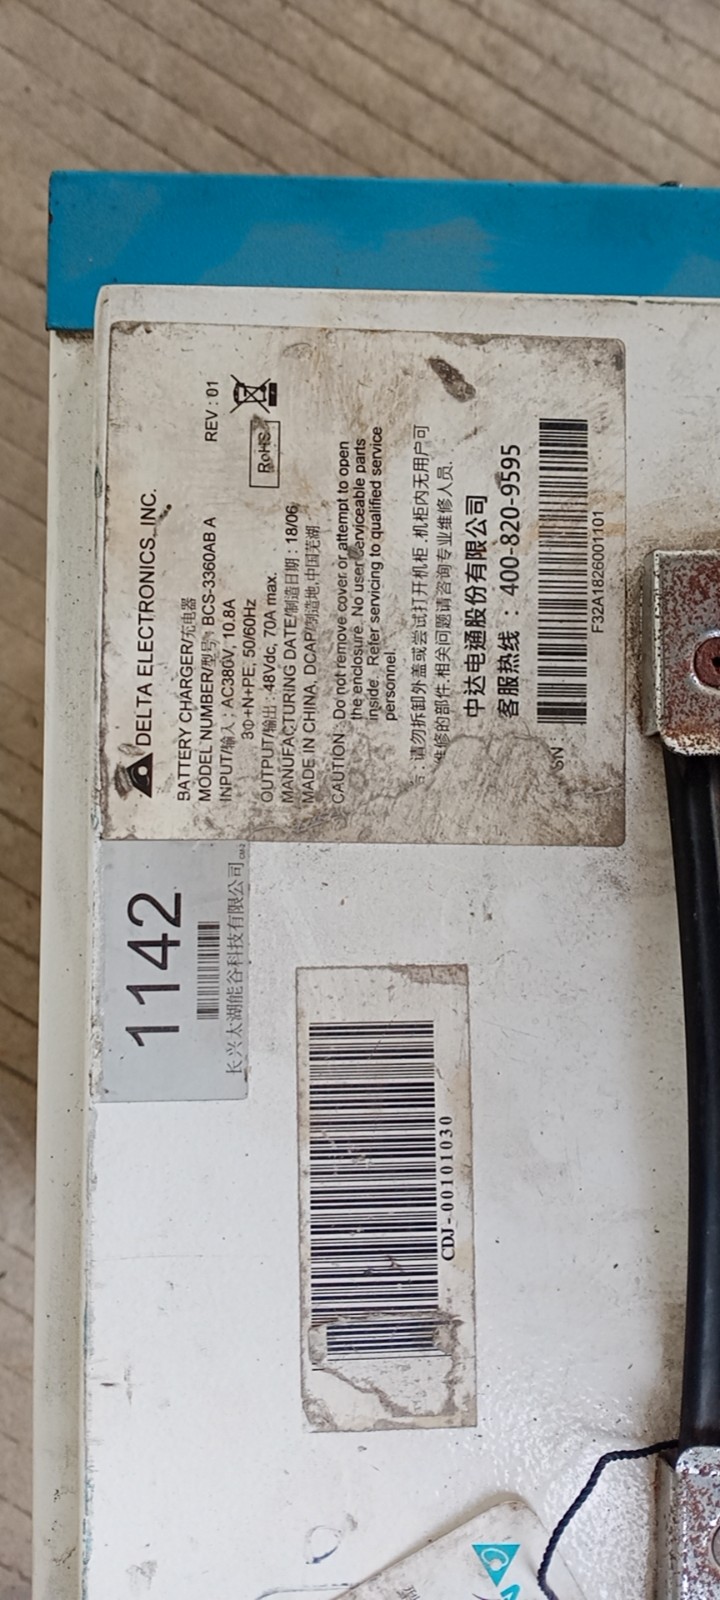 DELTA ELECTRONICS, INC.
BATTERY CHARGER/充电器
MODEL NUMBER/型号: BCS-3360AB A
REV : 01
INPUT/输入 : AC380V, 10.8A
3∅+N+PE, 50/60Hz
RoHS
OUTPUT/输出 : 48Vdc, 70A max.
MANUFACTURING DATE/制造日期 : 18/06
MADE IN CHINA, DCAP/制造地,中国芜湖
CAUTION : Do not remove cover or attempt to open
the enclosure. No user serviceable parts
inside. Refer servicing to qualified service
personnel.
: 请勿拆卸外盖或尝试打开机柜.机柜内无用户可
维修的部件.相关问题请咨询专业维修人员.
中达电通股份有限公司
客服热线 : 400-820-9595
SN :
F32A1826001101
1142
长兴太湖能谷科技有限公司
CDJ-00101030